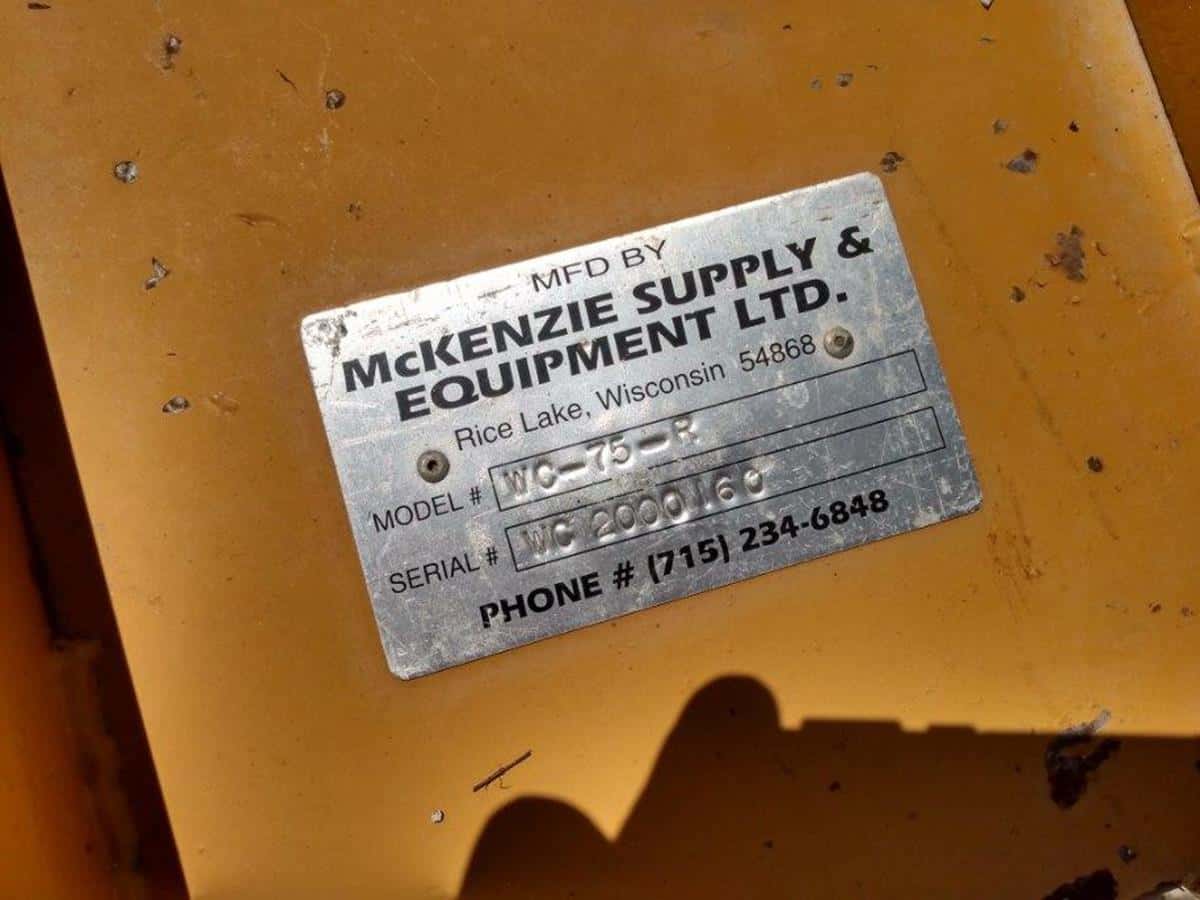 MFD BY
McKENZIE SUPPLY &
EQUIPMENT LTD.
Rice Lake, Wisconsin 54868
MODEL # WC-75-R
SERIAL # WC 2000160
PHONE # (715) 234-6848